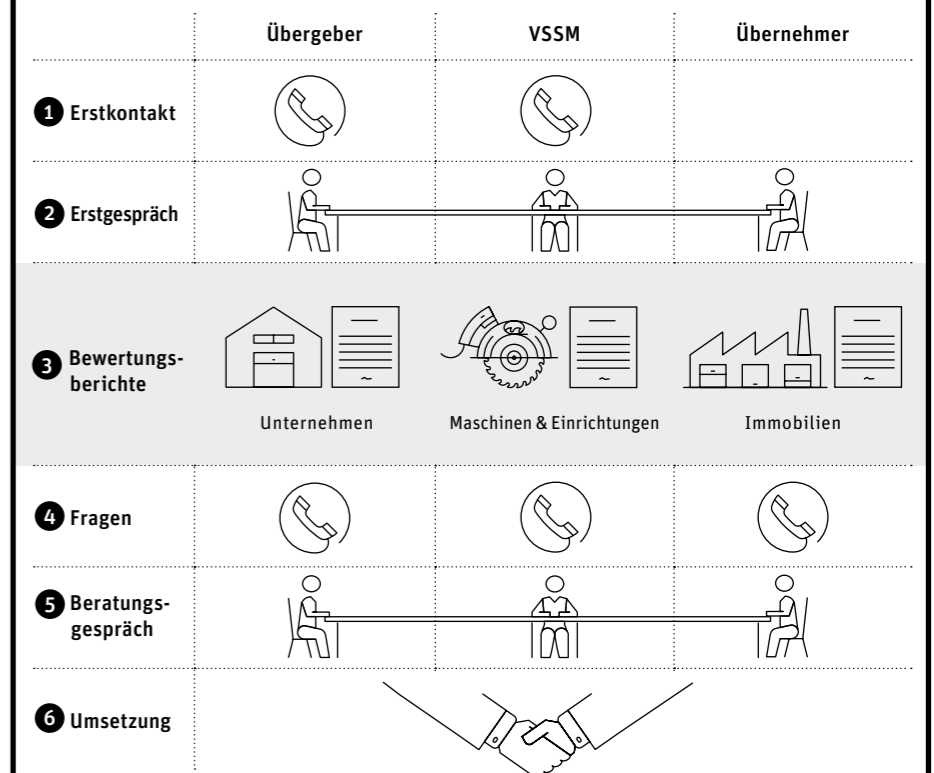 Übergeber VSSM Übernehmer
1 Erstkontakt
2 Erstgespräch
3 Bewertungs-
berichte
Unternehmen Maschinen & Einrichtungen Immobilien
4 Fragen
5 Beratungs-
gespräch
6 Umsetzung